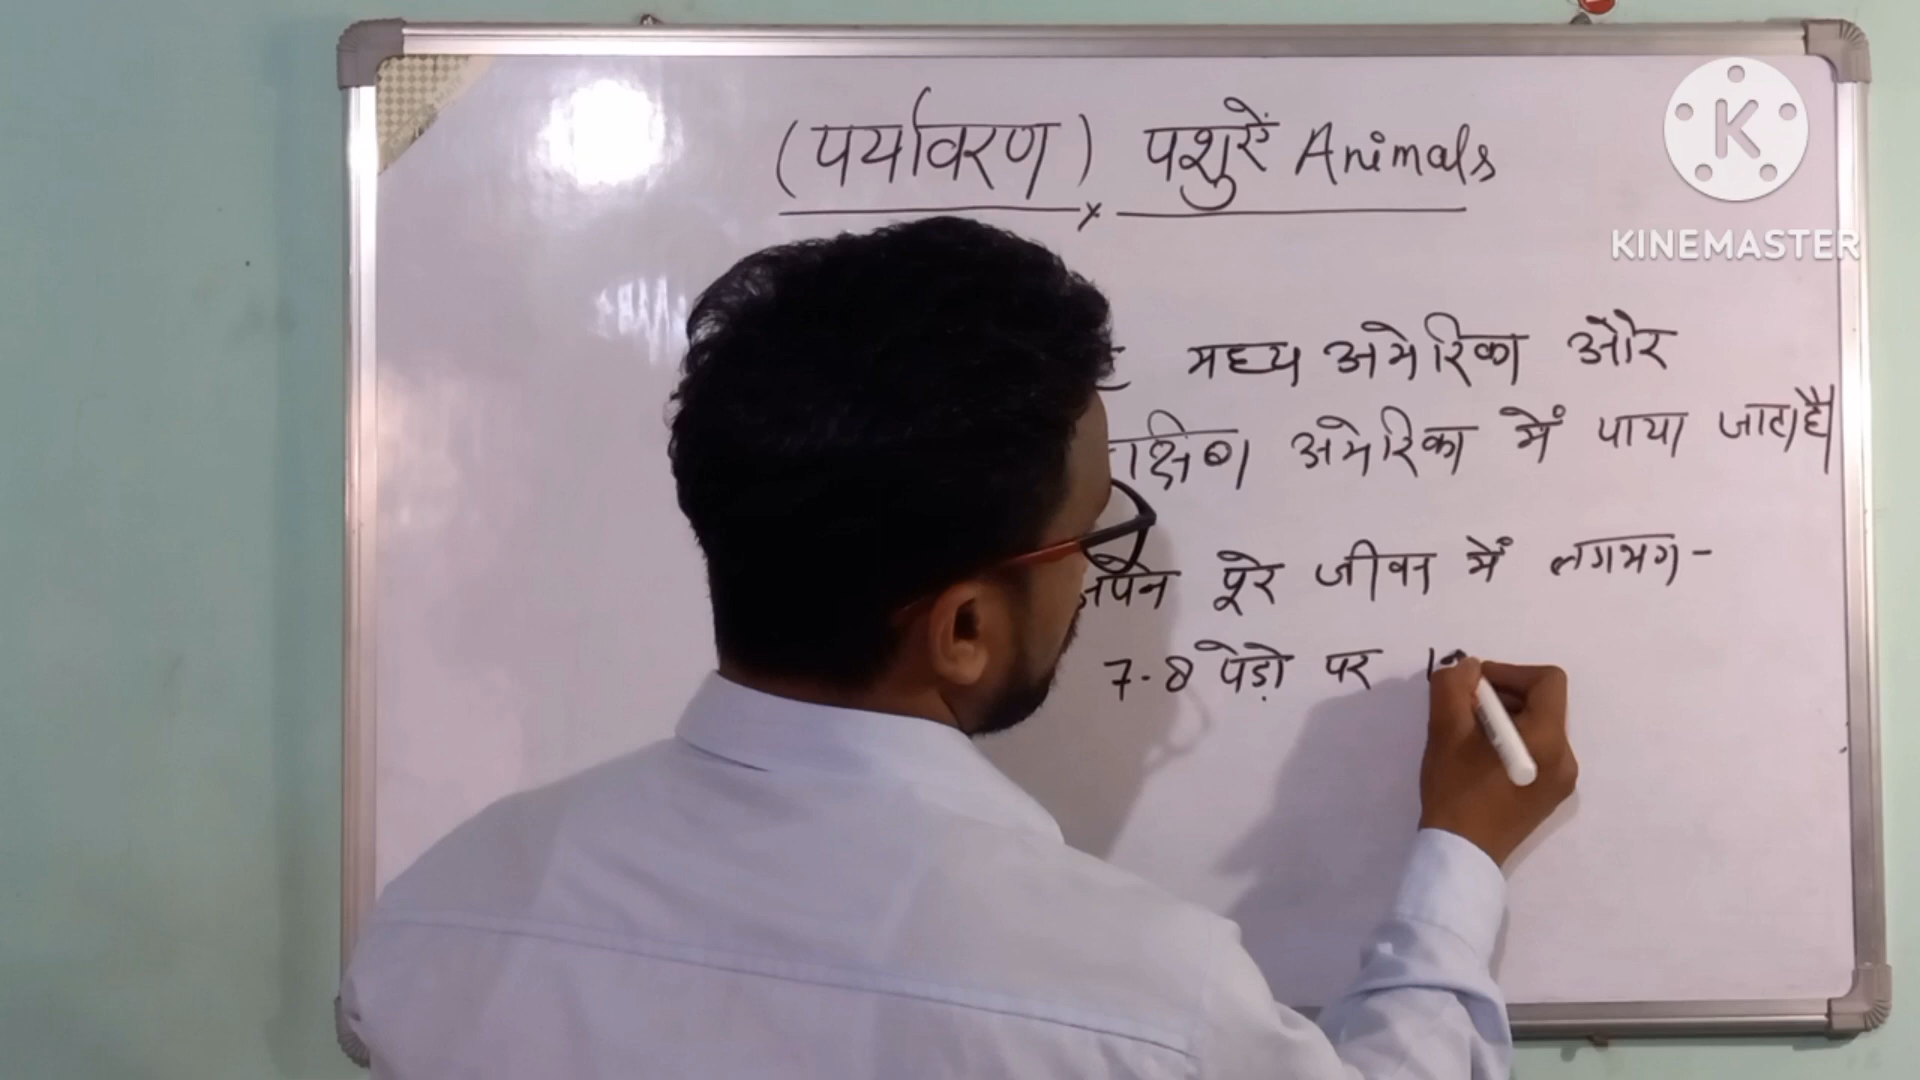 (पर्यावरण) पशुऐं Animals
K
KINEMASTER
मध्य अमेरिका और
अमेरिका में पाया जाता है।
पूरे जीवन में लगभग-
7-8 पेड़ो पर